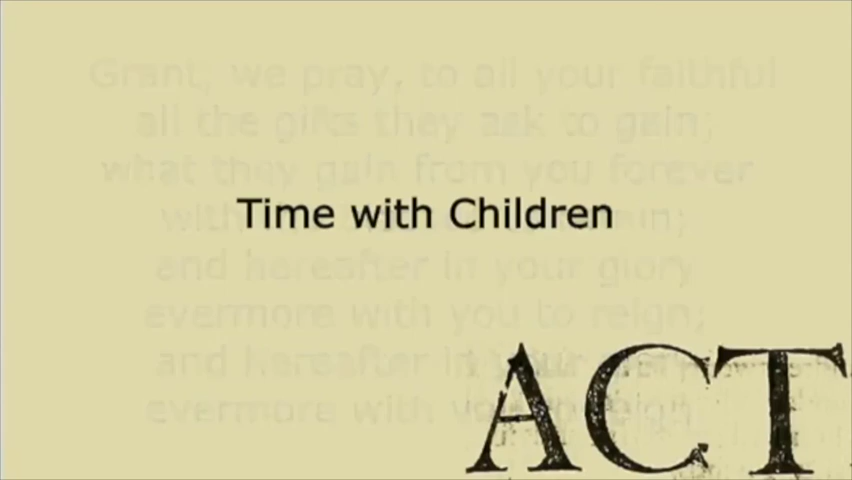 Grant, we pray, to all your faithful
all the gifts they ask to gain;
what they gain from you forever
with
Time with Children
and hereafter in your glory
evermore with you to reign;
and hereafter in your
evermore with
ACT